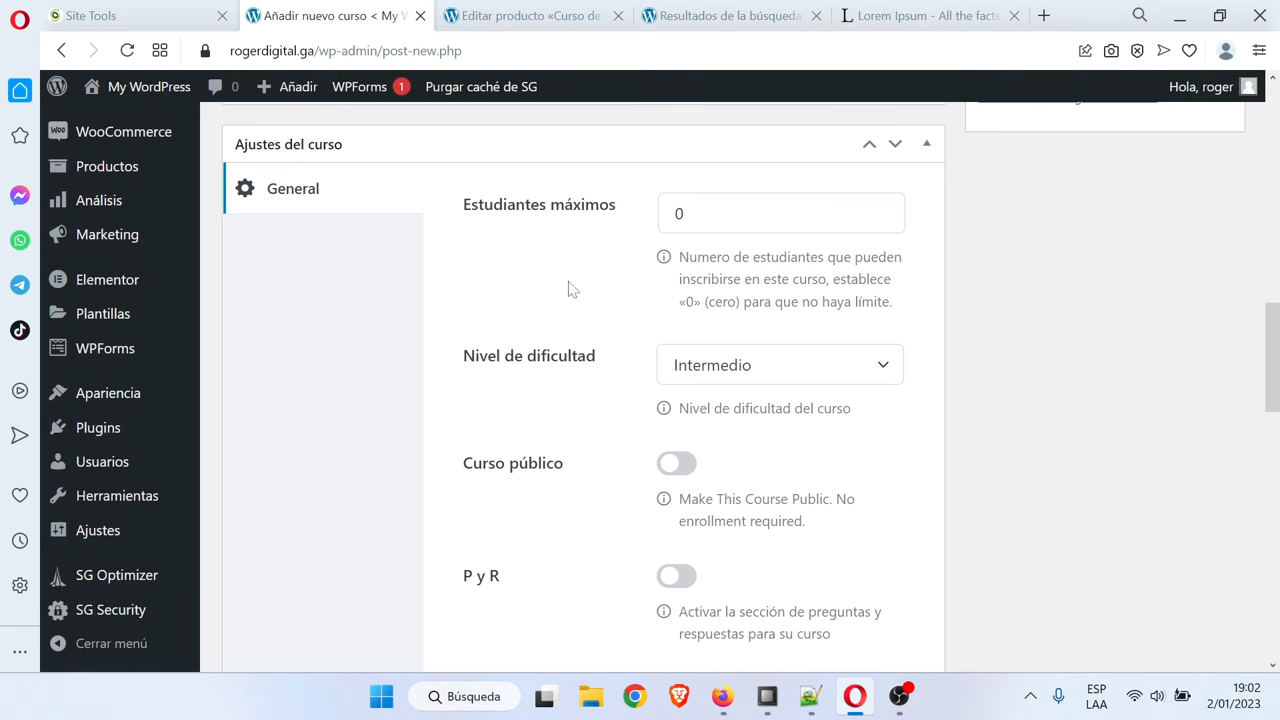 Site Tools
Añadir nuevo curso < My W
Editar producto «Curso de
Resultados de la búsqueda
Lorem Ipsum - All the facts
rogerdigital.ga/wp-admin/post-new.php
My WordPress
0
Añadir
WPForms 1
Purgar caché de SG
Hola, roger
WooCommerce
Productos
Análisis
Marketing
Elementor
Plantillas
WPForms
Apariencia
Plugins
Usuarios
Herramientas
Ajustes
SG Optimizer
SG Security
Cerrar menú
Ajustes del curso
General
Estudiantes máximos
0
Numero de estudiantes que pueden
inscribirse en este curso, establece
«0» (cero) para que no haya límite.
Nivel de dificultad
Intermedio
Nivel de dificultad del curso
Curso público
Make This Course Public. No
enrollment required.
P y R
Activar la sección de preguntas y
respuestas para su curso
Búsqueda
ESP
LAA
19:02
2/01/2023